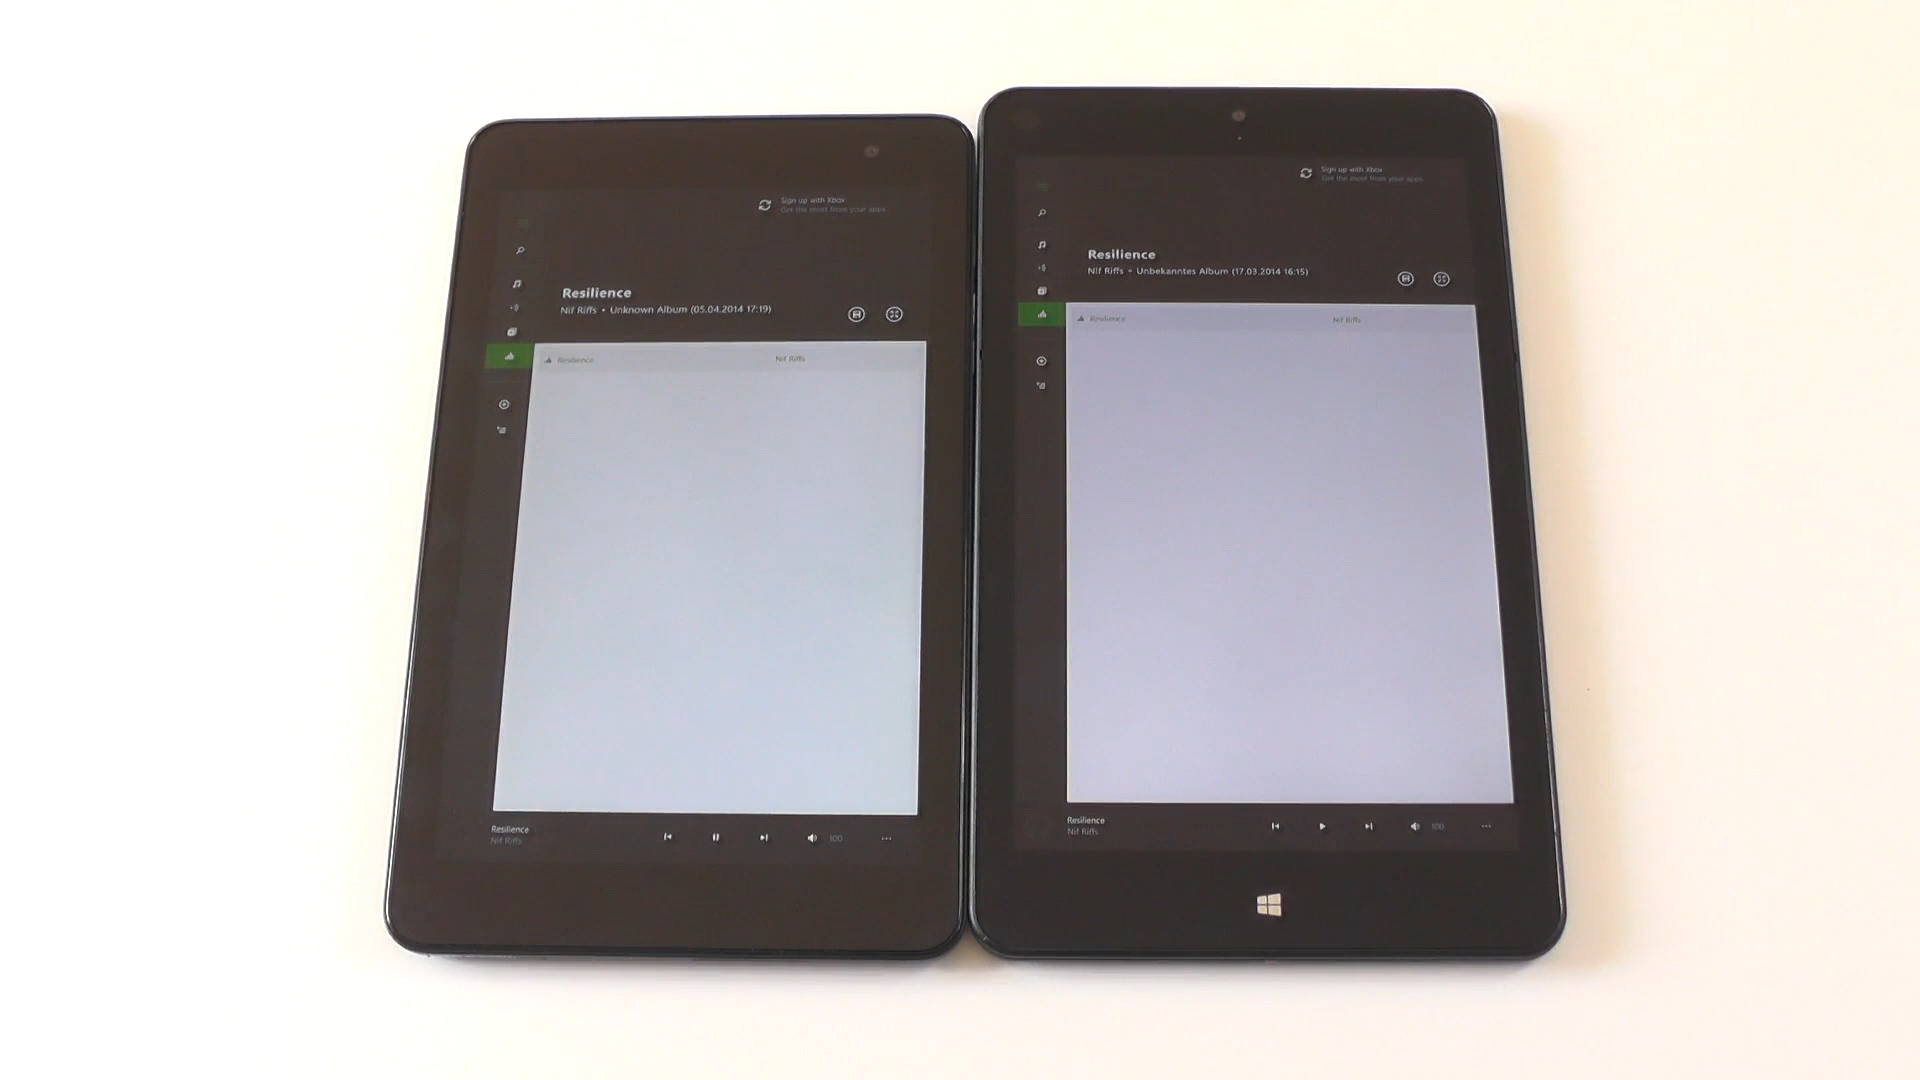 Sign up with Xbox
Get the most from your apps
Resilience
Nif Riffs • Unknown Album (05.04.2014 17:19)
Resilience
Nif Riffs
Resilience
Nif Riffs
100
Sign up with Xbox
Get the most from your apps
Resilience
Nif Riffs • Unbekanntes Album (17.03.2014 16:15)
Resilience
Nif Riffs
Resilience
Nif Riffs
100